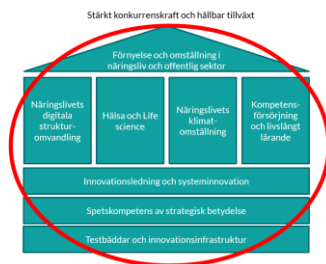 Stärkt konkurrenskraft och hållbar tillväxt
Förnyelse och omställning i
näringsliv och offentlig sektor
Näringslivets
digitala
struktur-
omvandling
Hälsa och Life
science
Näringslivets
klimat-
omställning
Kompetens-
försörjning
och livslångt
lärande
Innovationsledning och systeminnovation
Spetskompetens av strategisk betydelse
Testbäddar och innovationsinfrastruktur